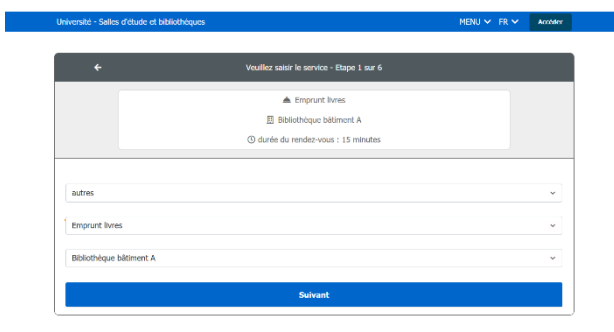 Université - Salles d'étude et bibliothèques MENU FR Accéder
Veuillez saisir le service - Etape 1 sur 6
Emprunt livres
Bibliothèque bâtiment A
durée du rendez-vous : 15 minutes
autres
Emprunt livres
Bibliothèque bâtiment A
Suivant